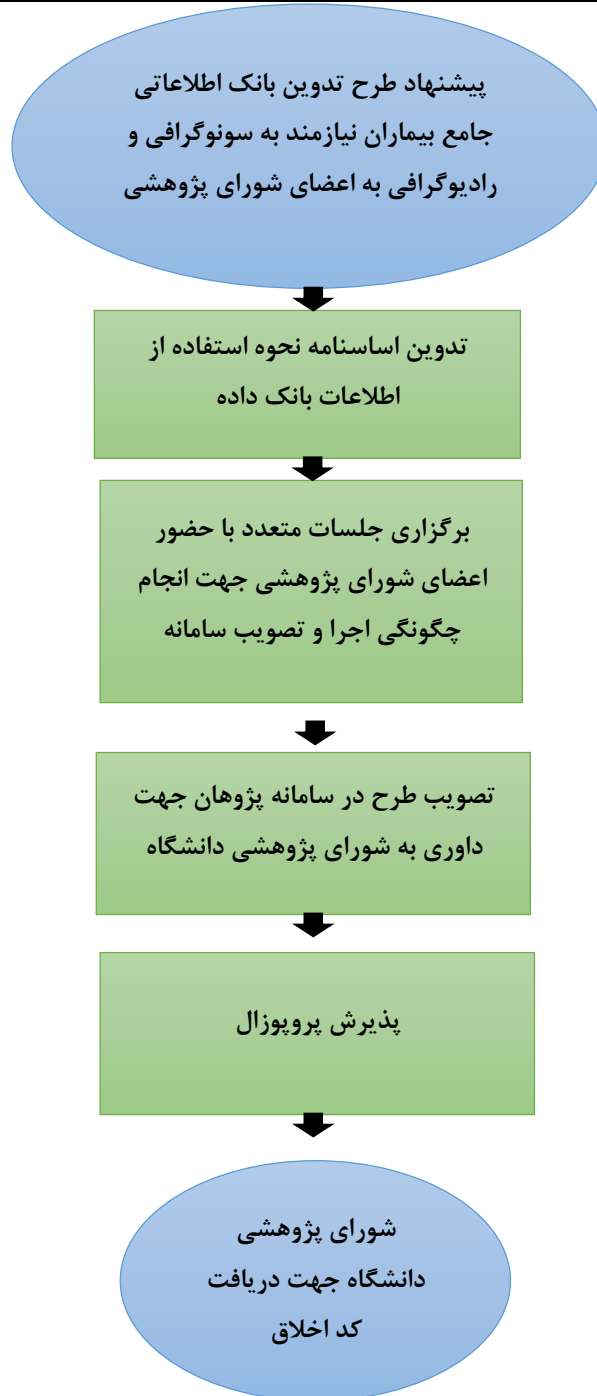 پیشنهاد طرح تدوین بانک اطلاعاتی
جامع بیماران نیازمند به سونوگرافی و
رادیوگرافی به اعضای شورای پژوهشی
تدوین اساسنامه نحوه استفاده از
اطلاعات بانک داده
برگزاری جلسات متعدد با حضور
اعضای شورای پژوهشی جهت انجام
چگونگی اجرا و تصویب سامانه
تصویب طرح در سامانه پژوهان جهت
داوری به شورای پژوهشی دانشگاه
پذیرش پروپوزال
شورای پژوهشی
دانشگاه جهت دریافت
کد اخلاق